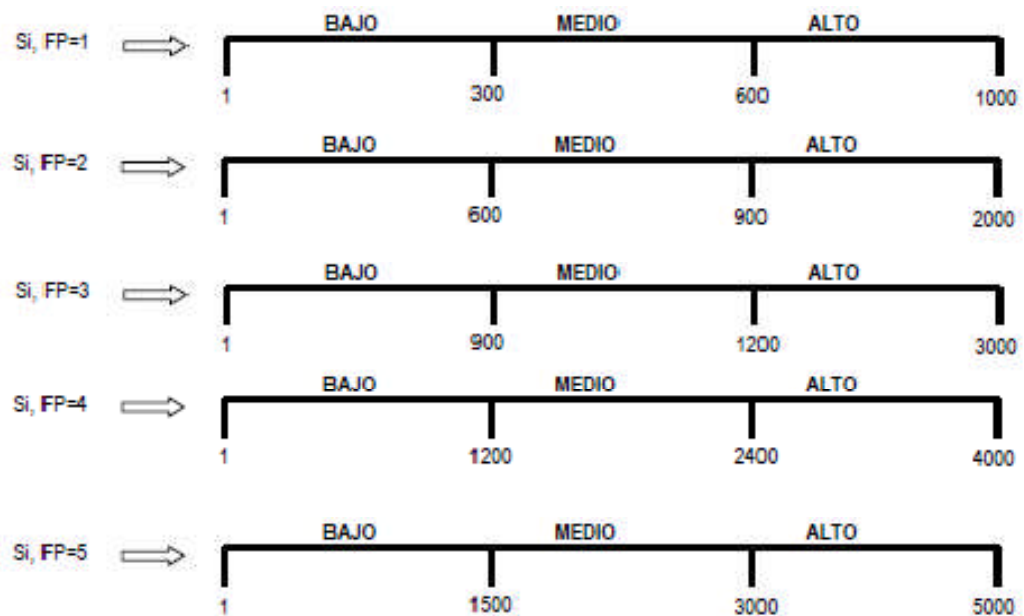 BAJO MEDIO ALTO
Si, FP=1
1 300 600 1000
BAJO MEDIO ALTO
Si, FP=2
1 600 900 2000
BAJO MEDIO ALTO
Si, FP=3
1 900 1200 3000
BAJO MEDIO ALTO
Si, FP=4
1 1200 2400 4000
BAJO MEDIO ALTO
Si, FP=5
1 1500 3000 5000